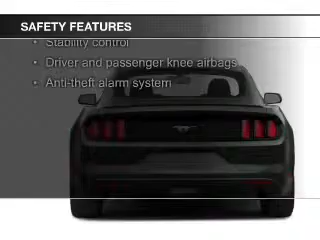 SAFETY FEATURES
• Stability control
• Driver and passenger knee airbags
• Anti-theft alarm system